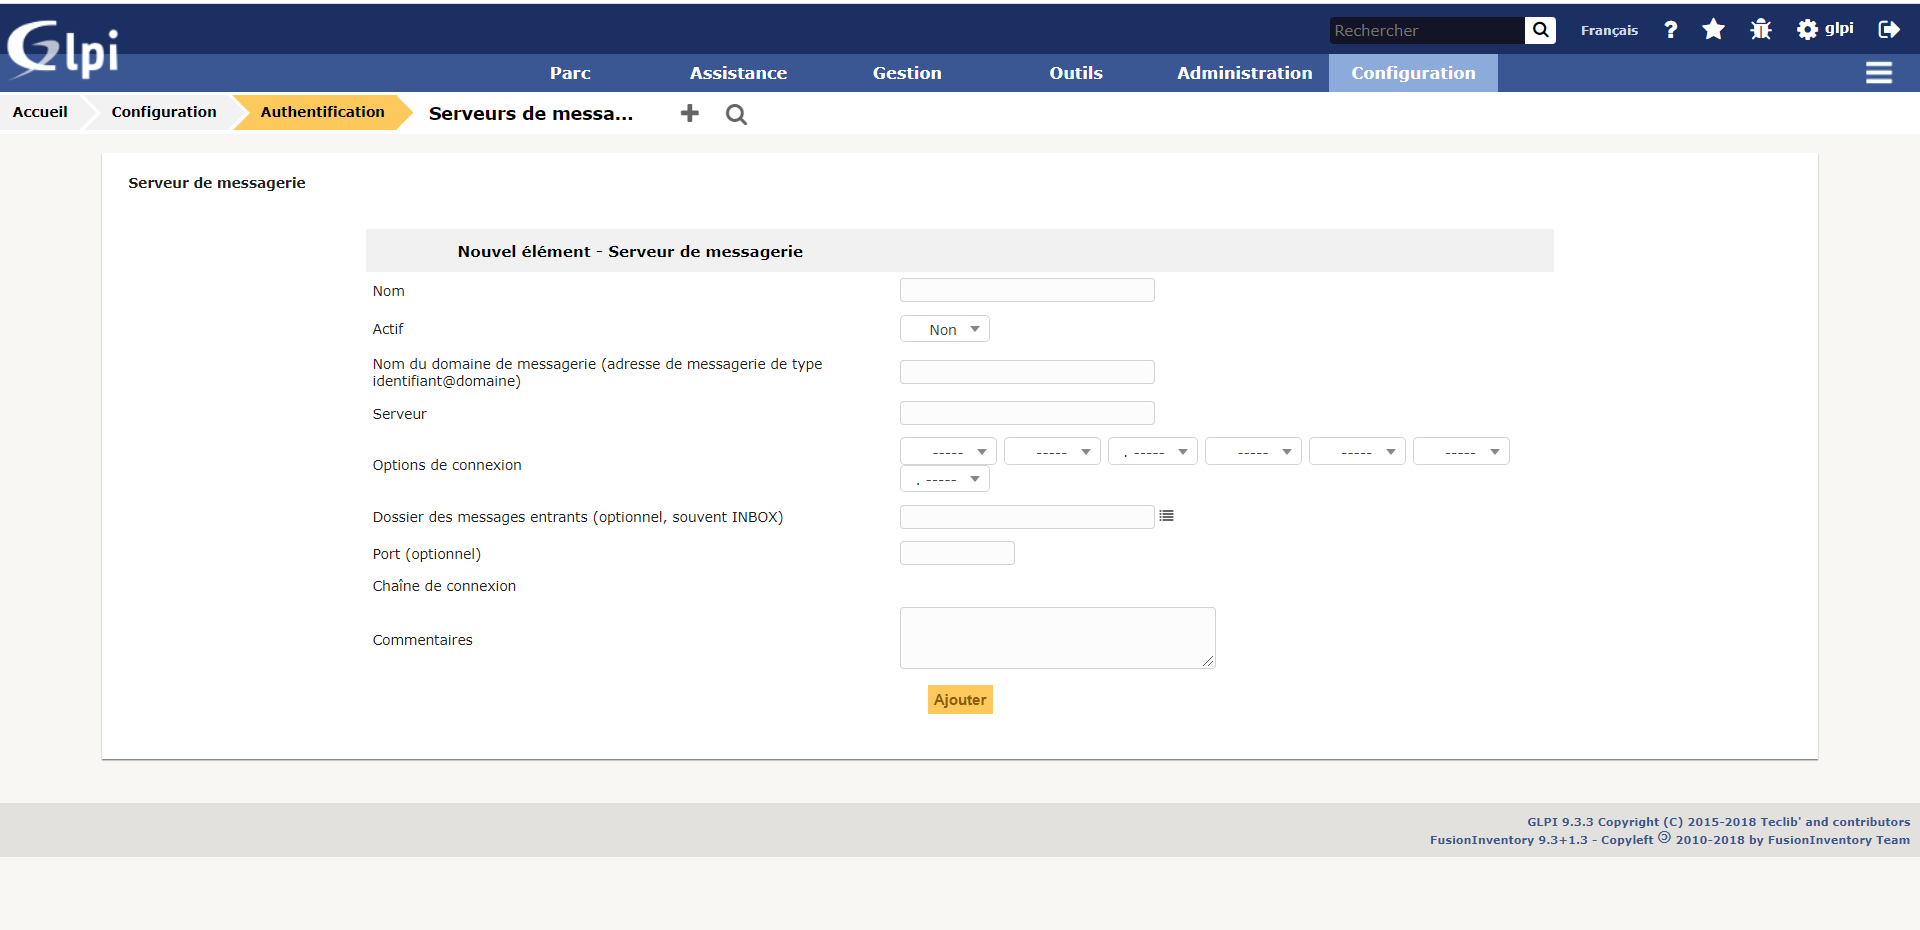 Glpi
Rechercher
Français ? glpi
Parc Assistance Gestion Outils Administration Configuration
Accueil Configuration Authentification Serveurs de messa...
Serveur de messagerie
Nouvel élément - Serveur de messagerie
Nom
Actif Non
Nom du domaine de messagerie (adresse de messagerie de type
identifiant@domaine)
Serveur
Options de connexion ----- ----- . ----- ----- ----- -----
. -----
Dossier des messages entrants (optionnel, souvent INBOX)
Port (optionnel)
Chaîne de connexion
Commentaires
Ajouter
GLPI 9.3.3 Copyright (C) 2015-2018 Teclib' and contributors
FusionInventory 9.3+1.3 - Copyleft 🄯 2010-2018 by FusionInventory Team